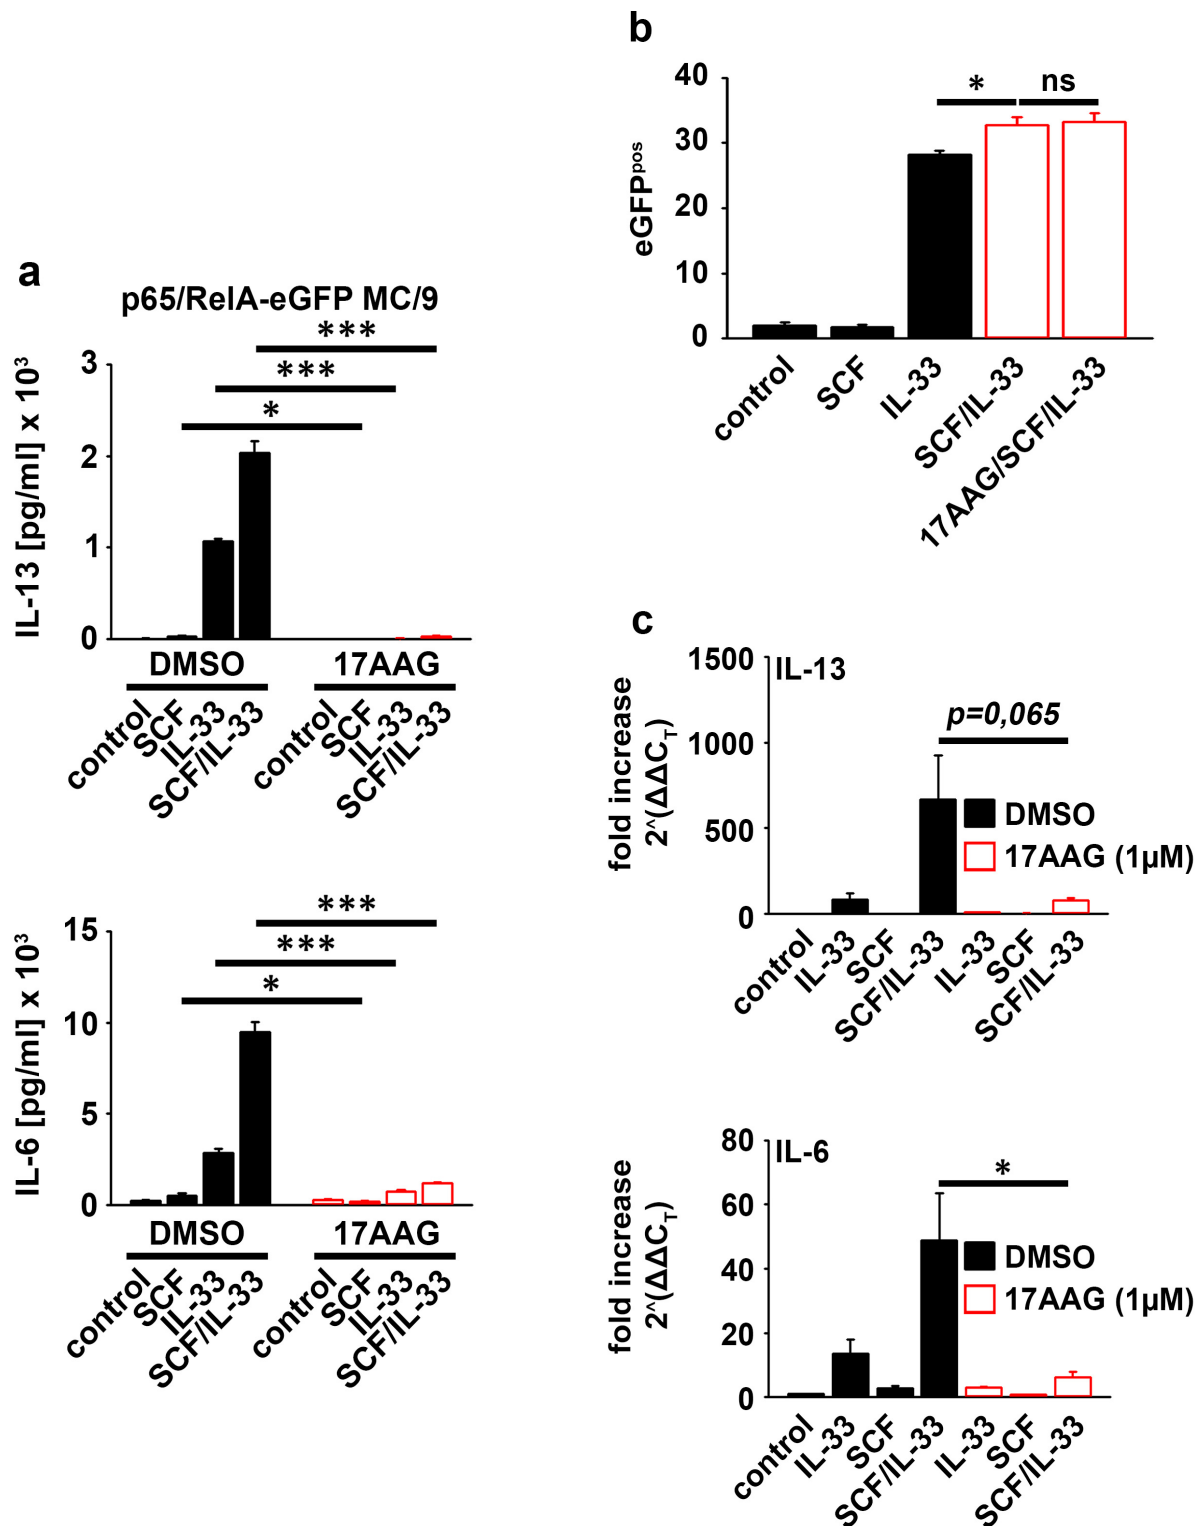 a
p65/RelA-eGFP MC/9
***
***
*
IL-13 [pg/ml] x 10³
3
2
1
0
DMSO
17AAG
control
SCF
IL-33
SCF/IL-33
control
SCF
IL-33
SCF/IL-33
***
***
*
IL-6 [pg/ml] x 10³
15
10
5
0
DMSO
17AAG
control
SCF
IL-33
SCF/IL-33
control
SCF
IL-33
SCF/IL-33
b
*
ns
eGFPᵖᵒˢ
40
30
20
10
0
control
SCF
IL-33
SCF/IL-33
17AAG/SCF/IL-33
c
IL-13
p=0,065
fold increase
2^(ΔΔC_T)
1500
1000
500
0
DMSO
17AAG (1µM)
control
IL-33
SCF
SCF/IL-33
IL-33
SCF
SCF/IL-33
IL-6
*
fold increase
2^(ΔΔC_T)
80
60
40
20
0
DMSO
17AAG (1µM)
control
IL-33
SCF
SCF/IL-33
IL-33
SCF
SCF/IL-33